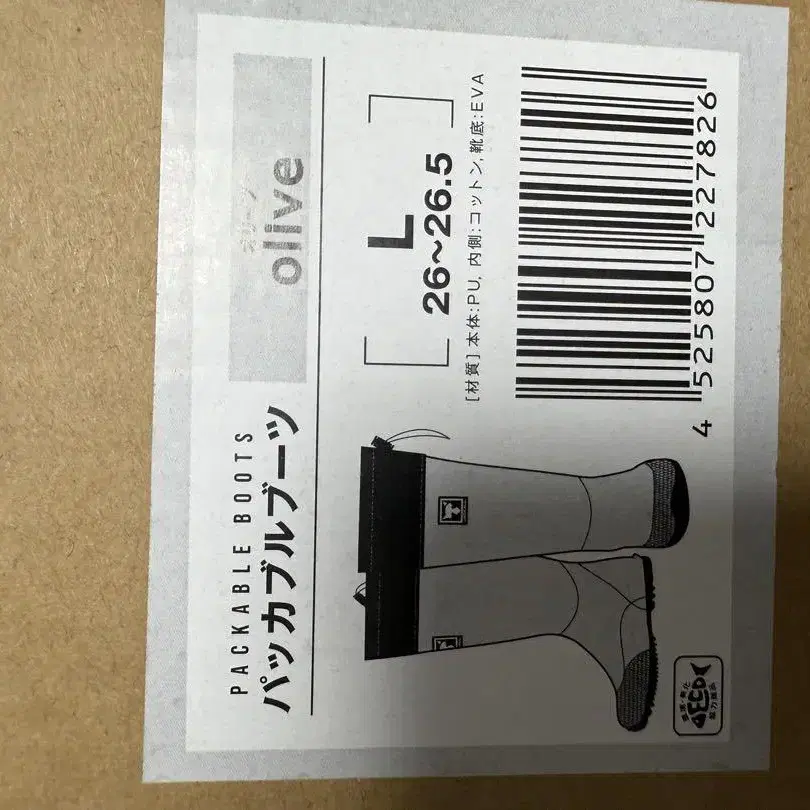 PACKABLE BOOTS
パッカブルブーツ
olive
L
26~26.5
[材質] 本体:PU, 内側:コットン, 靴底:EVA
4 525807 227826